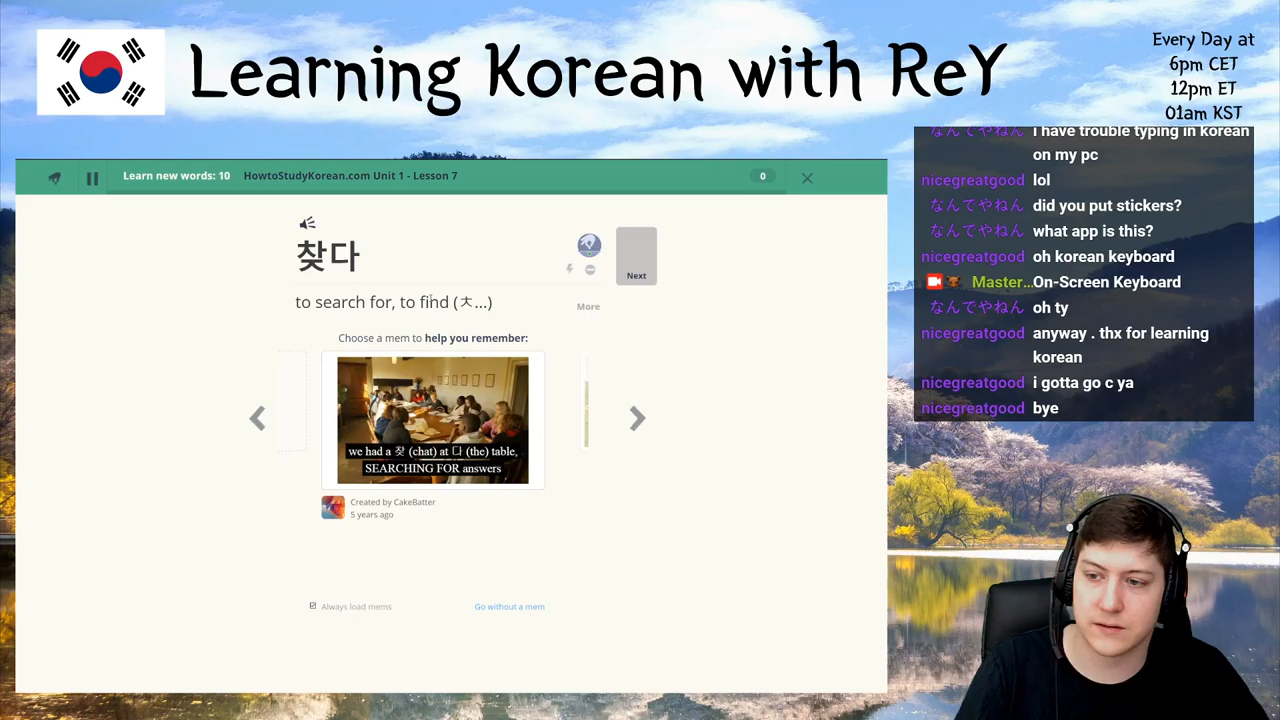 Learning Korean with ReY
Every Day at
6pm CET
12pm ET
01am KST
なんでやねん i have trouble typing in korean
on my pc
nicegreatgood lol
なんでやねん did you put stickers?
なんでやねん what app is this?
nicegreatgood oh korean keyboard
Master... On-Screen Keyboard
なんでやねん oh ty
nicegreatgood anyway . thx for learning
korean
nicegreatgood i gotta go c ya
nicegreatgood bye
Learn new words: 10 HowtoStudyKorean.com Unit 1 - Lesson 7 0
찾다
Next
to search for, to find (ㅊ...)
More
Choose a mem to help you remember:
we had a 찾 (chat) at 다 (the) table,
SEARCHING FOR answers
Created by CakeBatter
5 years ago
Always load mems Go without a mem